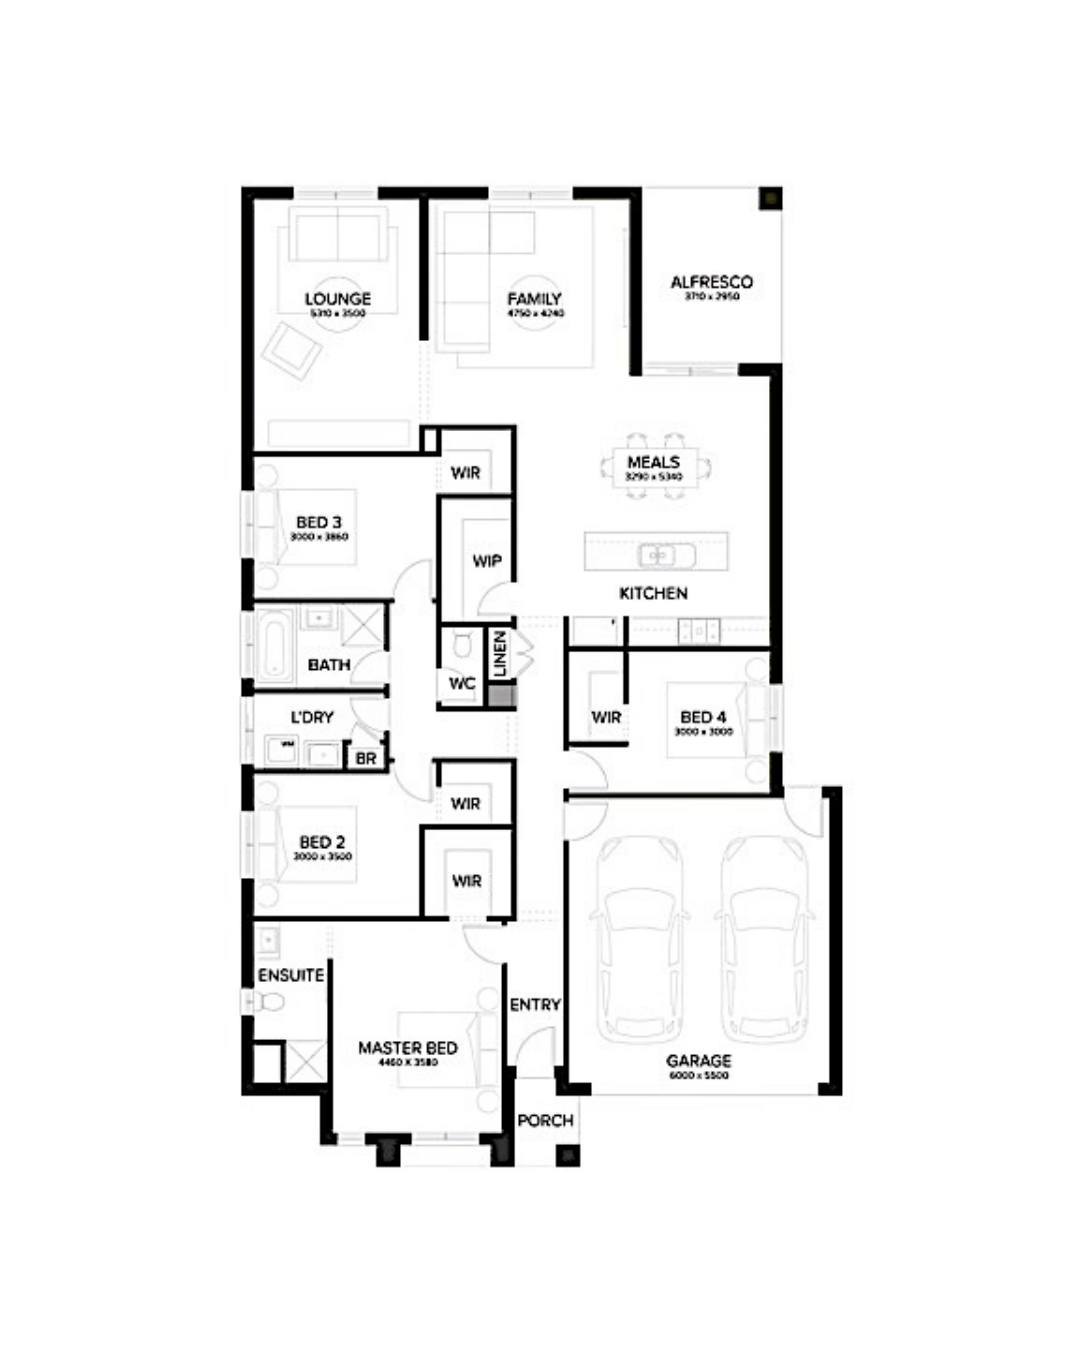 LOUNGE
5310 x 3500
FAMILY
4750 x 4240
ALFRESCO
3710 x 2950
WIR
MEALS
3290 x 5340
BED 3
3000 x 3860
WIP
KITCHEN
BATH
WC
LINEN
L'DRY
WM
BR
WIR
BED 4
3000 x 3000
WIR
BED 2
3000 x 3500
WIR
ENSUITE
ENTRY
MASTER BED
4460 X 3580
GARAGE
6000 x 5500
PORCH